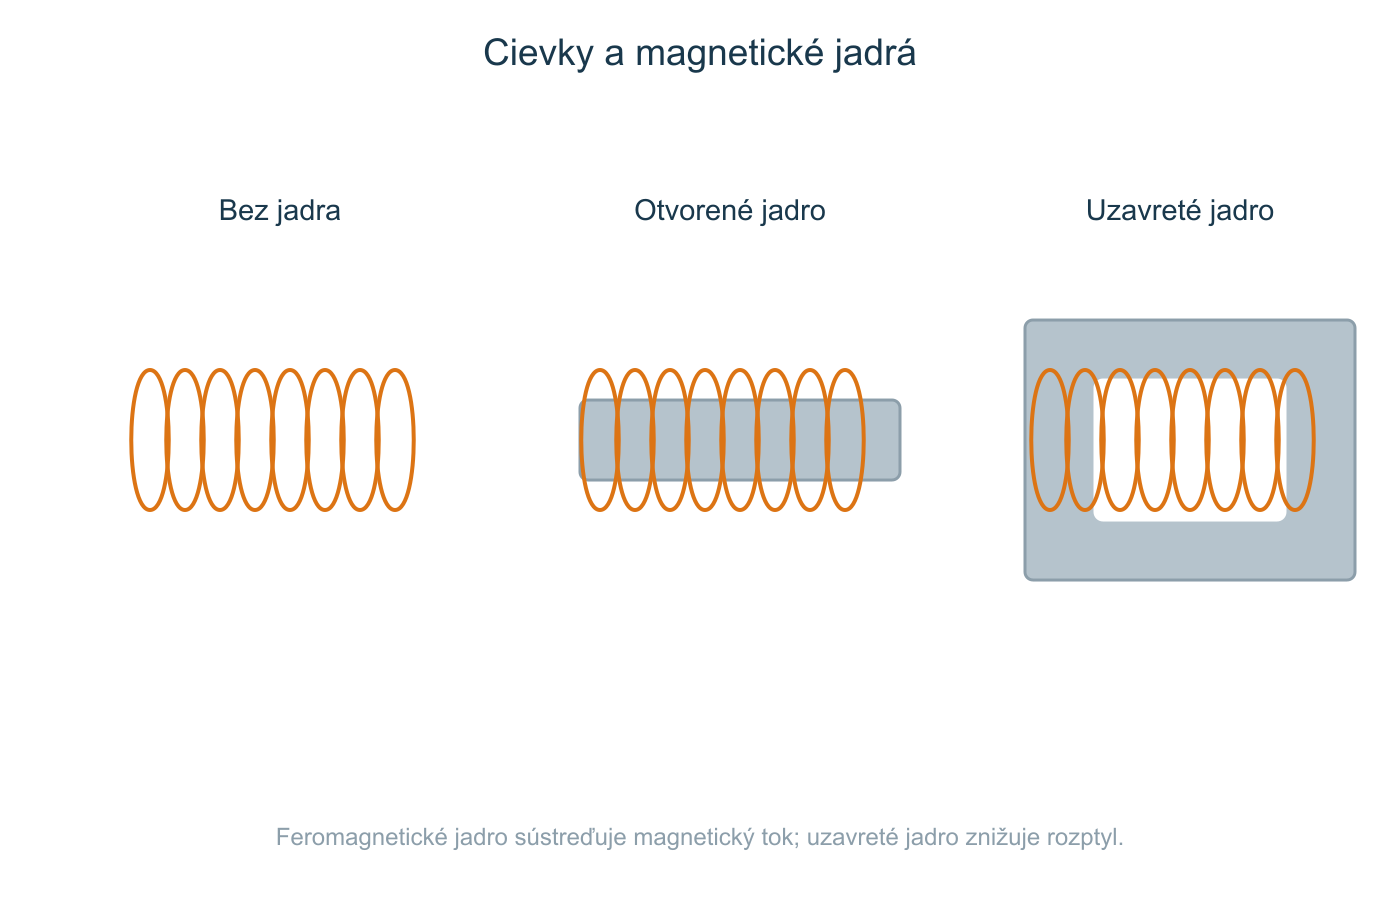 Cievky a magnetické jadrá
Bez jadra
Otvorené jadro
Uzavreté jadro
Feromagnetické jadro sústreďuje magnetický tok; uzavreté jadro znižuje rozptyl.